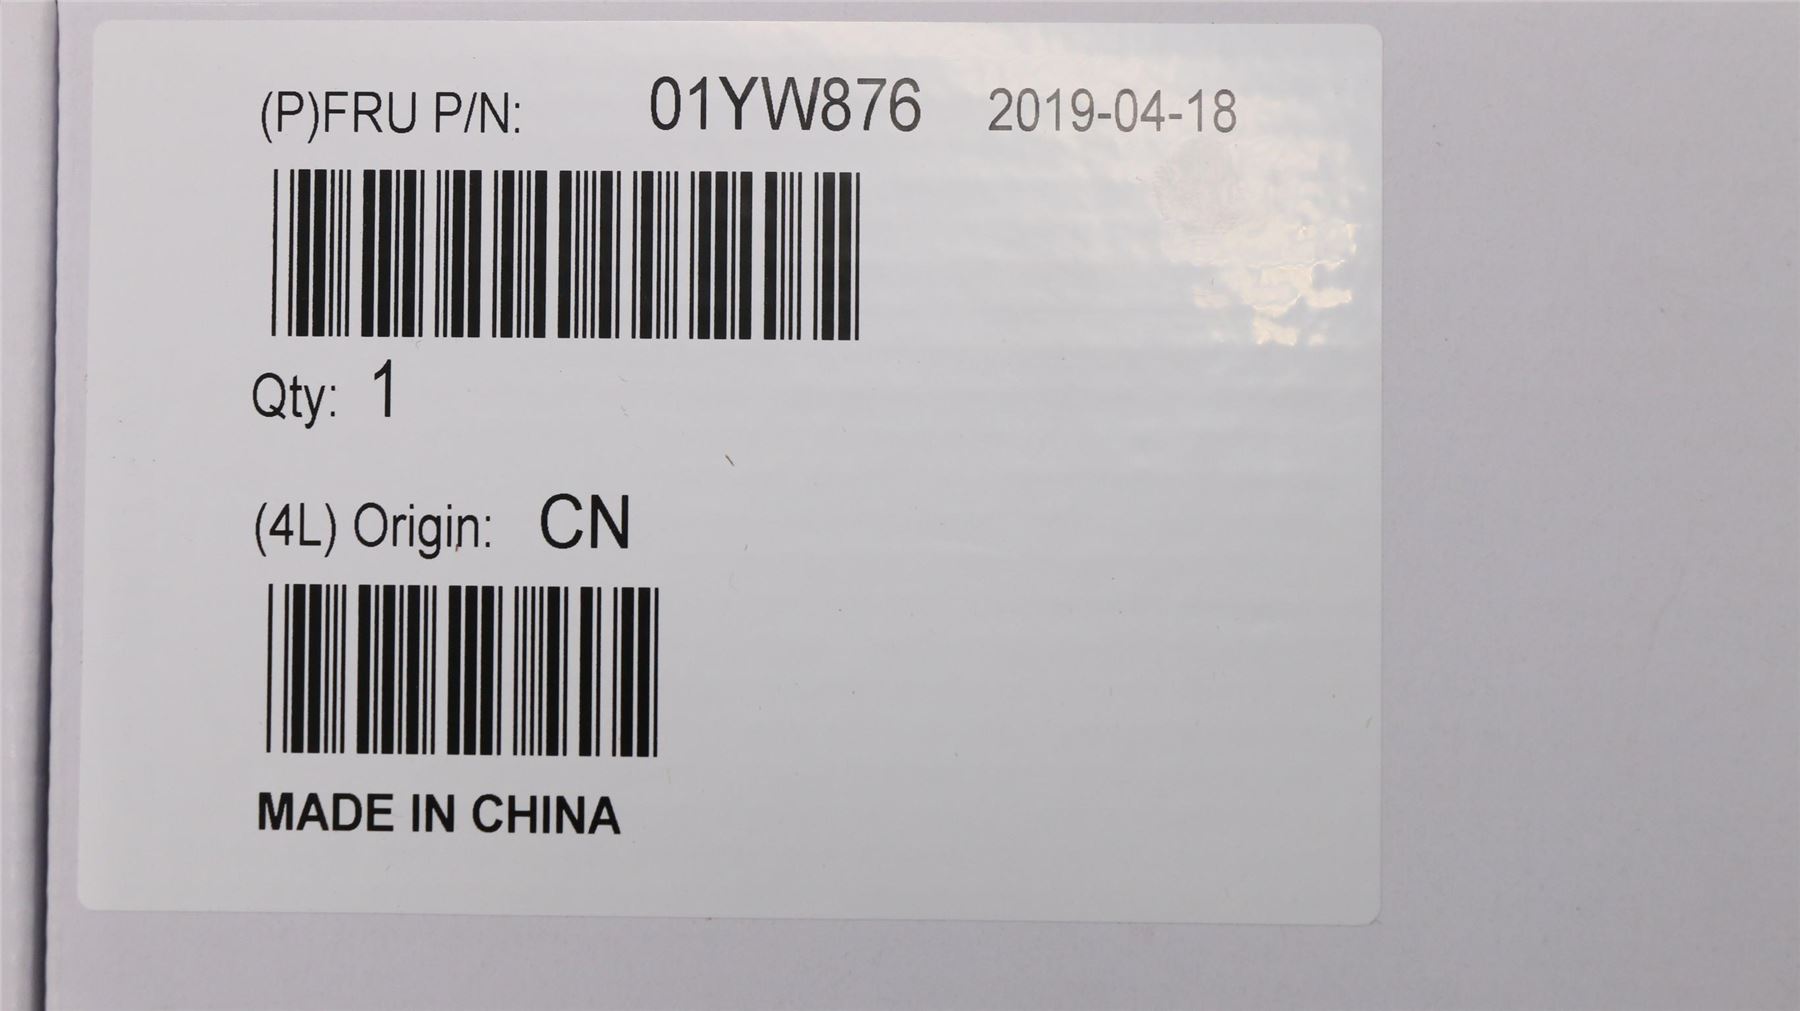 (P)FRU P/N: 01YW876 2019-04-18
Qty: 1
(4L) Origin: CN
MADE IN CHINA